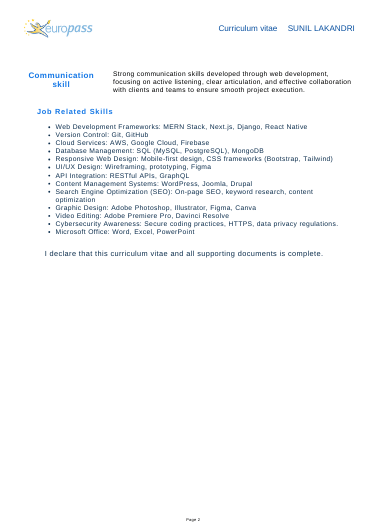 europass
Curriculum vitae SUNIL LAKANDRI
Communication
skill
Strong communication skills developed through web development,
focusing on active listening, clear articulation, and effective collaboration
with clients and teams to ensure smooth project execution.
Job Related Skills
• Web Development Frameworks: MERN Stack, Next.js, Django, React Native
• Version Control: Git, GitHub
• Cloud Services: AWS, Google Cloud, Firebase
• Database Management: SQL (MySQL, PostgreSQL), MongoDB
• Responsive Web Design: Mobile-first design, CSS frameworks (Bootstrap, Tailwind)
• UI/UX Design: Wireframing, prototyping, Figma
• API Integration: RESTful APIs, GraphQL
• Content Management Systems: WordPress, Joomla, Drupal
• Search Engine Optimization (SEO): On-page SEO, keyword research, content
optimization
• Graphic Design: Adobe Photoshop, Illustrator, Figma, Canva
• Video Editing: Adobe Premiere Pro, Davinci Resolve
• Cybersecurity Awareness: Secure coding practices, HTTPS, data privacy regulations.
• Microsoft Office: Word, Excel, PowerPoint
I declare that this curriculum vitae and all supporting documents is complete.
Page 2